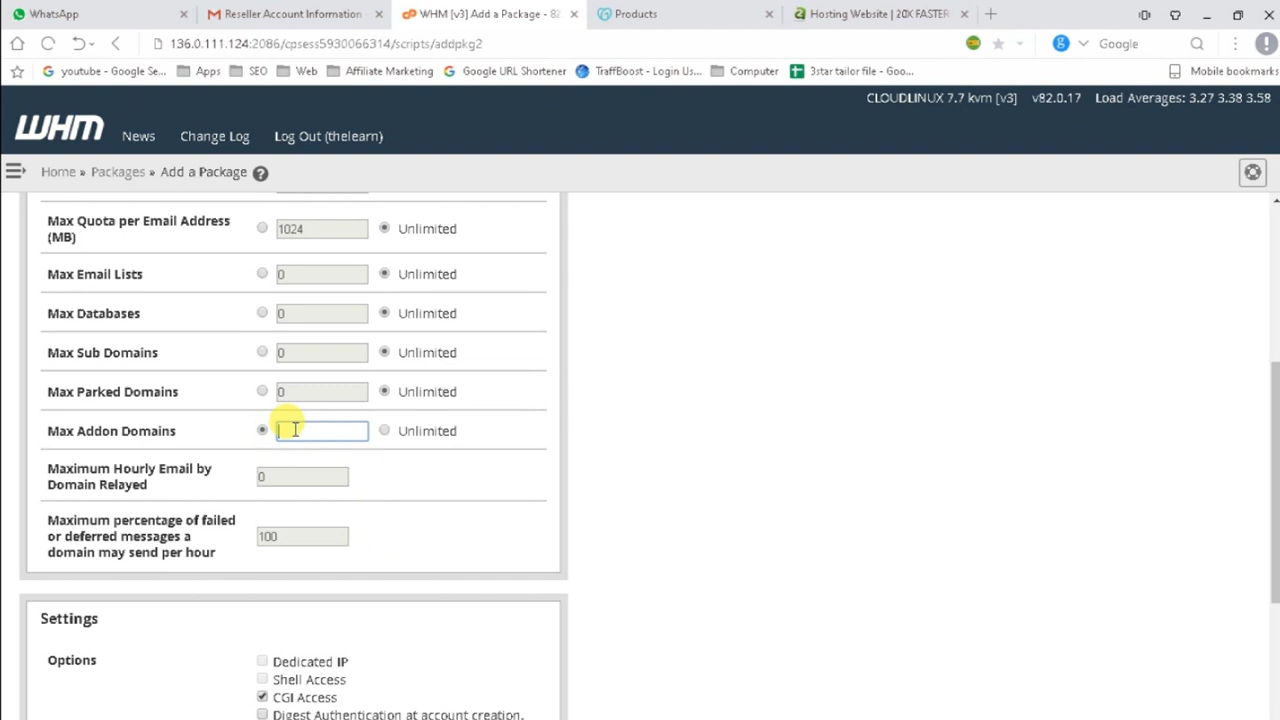 WhatsApp
Reseller Account Information
WHM [v3] Add a Package - 82
Products
Hosting Website | 20X FASTER
136.0.111.124:2086/cpsess5930066314/scripts/addpkg2
g
Google
youtube - Google Se...
Apps
SEO
Web
Affiliate Marketing
Google URL Shortener
TraffBoost - Login Us...
Computer
3star tailor file - Goo...
Mobile bookmarks
CLOUDLINUX 7.7 kvm [v3] v82.0.17 Load Averages: 3.27 3.38 3.58
WHM
News
Change Log
Log Out (thelearn)
Home » Packages » Add a Package
Max Quota per Email Address
(MB)
1024
Unlimited
Max Email Lists
0
Unlimited
Max Databases
0
Unlimited
Max Sub Domains
0
Unlimited
Max Parked Domains
0
Unlimited
Max Addon Domains
Unlimited
Maximum Hourly Email by
Domain Relayed
0
Maximum percentage of failed
or deferred messages a
domain may send per hour
100
Settings
Options
Dedicated IP
Shell Access
CGI Access
Digest Authentication at account creation.